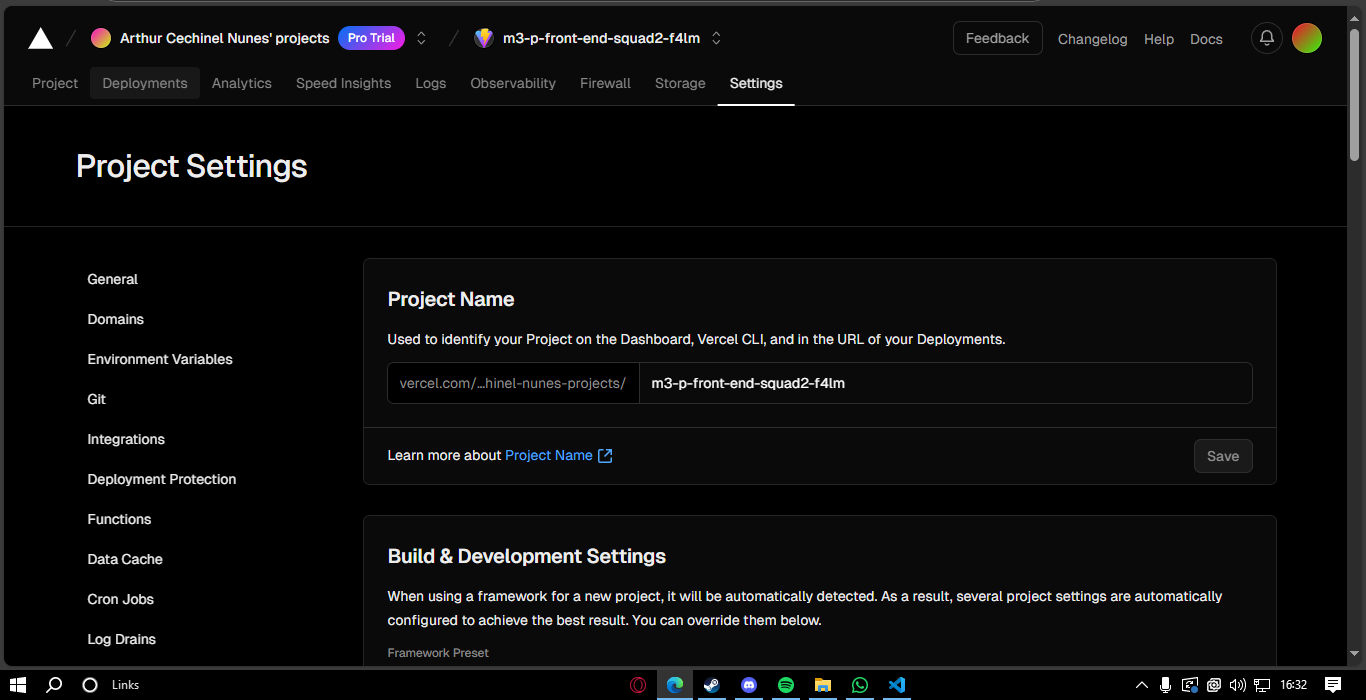 Arthur Cechinel Nunes' projects Pro Trial m3-p-front-end-squad2-f4lm Feedback Changelog Help Docs
Project Deployments Analytics Speed Insights Logs Observability Firewall Storage Settings
Project Settings
General
Domains
Environment Variables
Git
Integrations
Deployment Protection
Functions
Data Cache
Cron Jobs
Log Drains
Project Name
Used to identify your Project on the Dashboard, Vercel CLI, and in the URL of your Deployments.
vercel.com/...hinel-nunes-projects/ m3-p-front-end-squad2-f4lm
Learn more about Project Name
Save
Build & Development Settings
When using a framework for a new project, it will be automatically detected. As a result, several project settings are automatically
configured to achieve the best result. You can override them below.
Framework Preset
Links 16:32